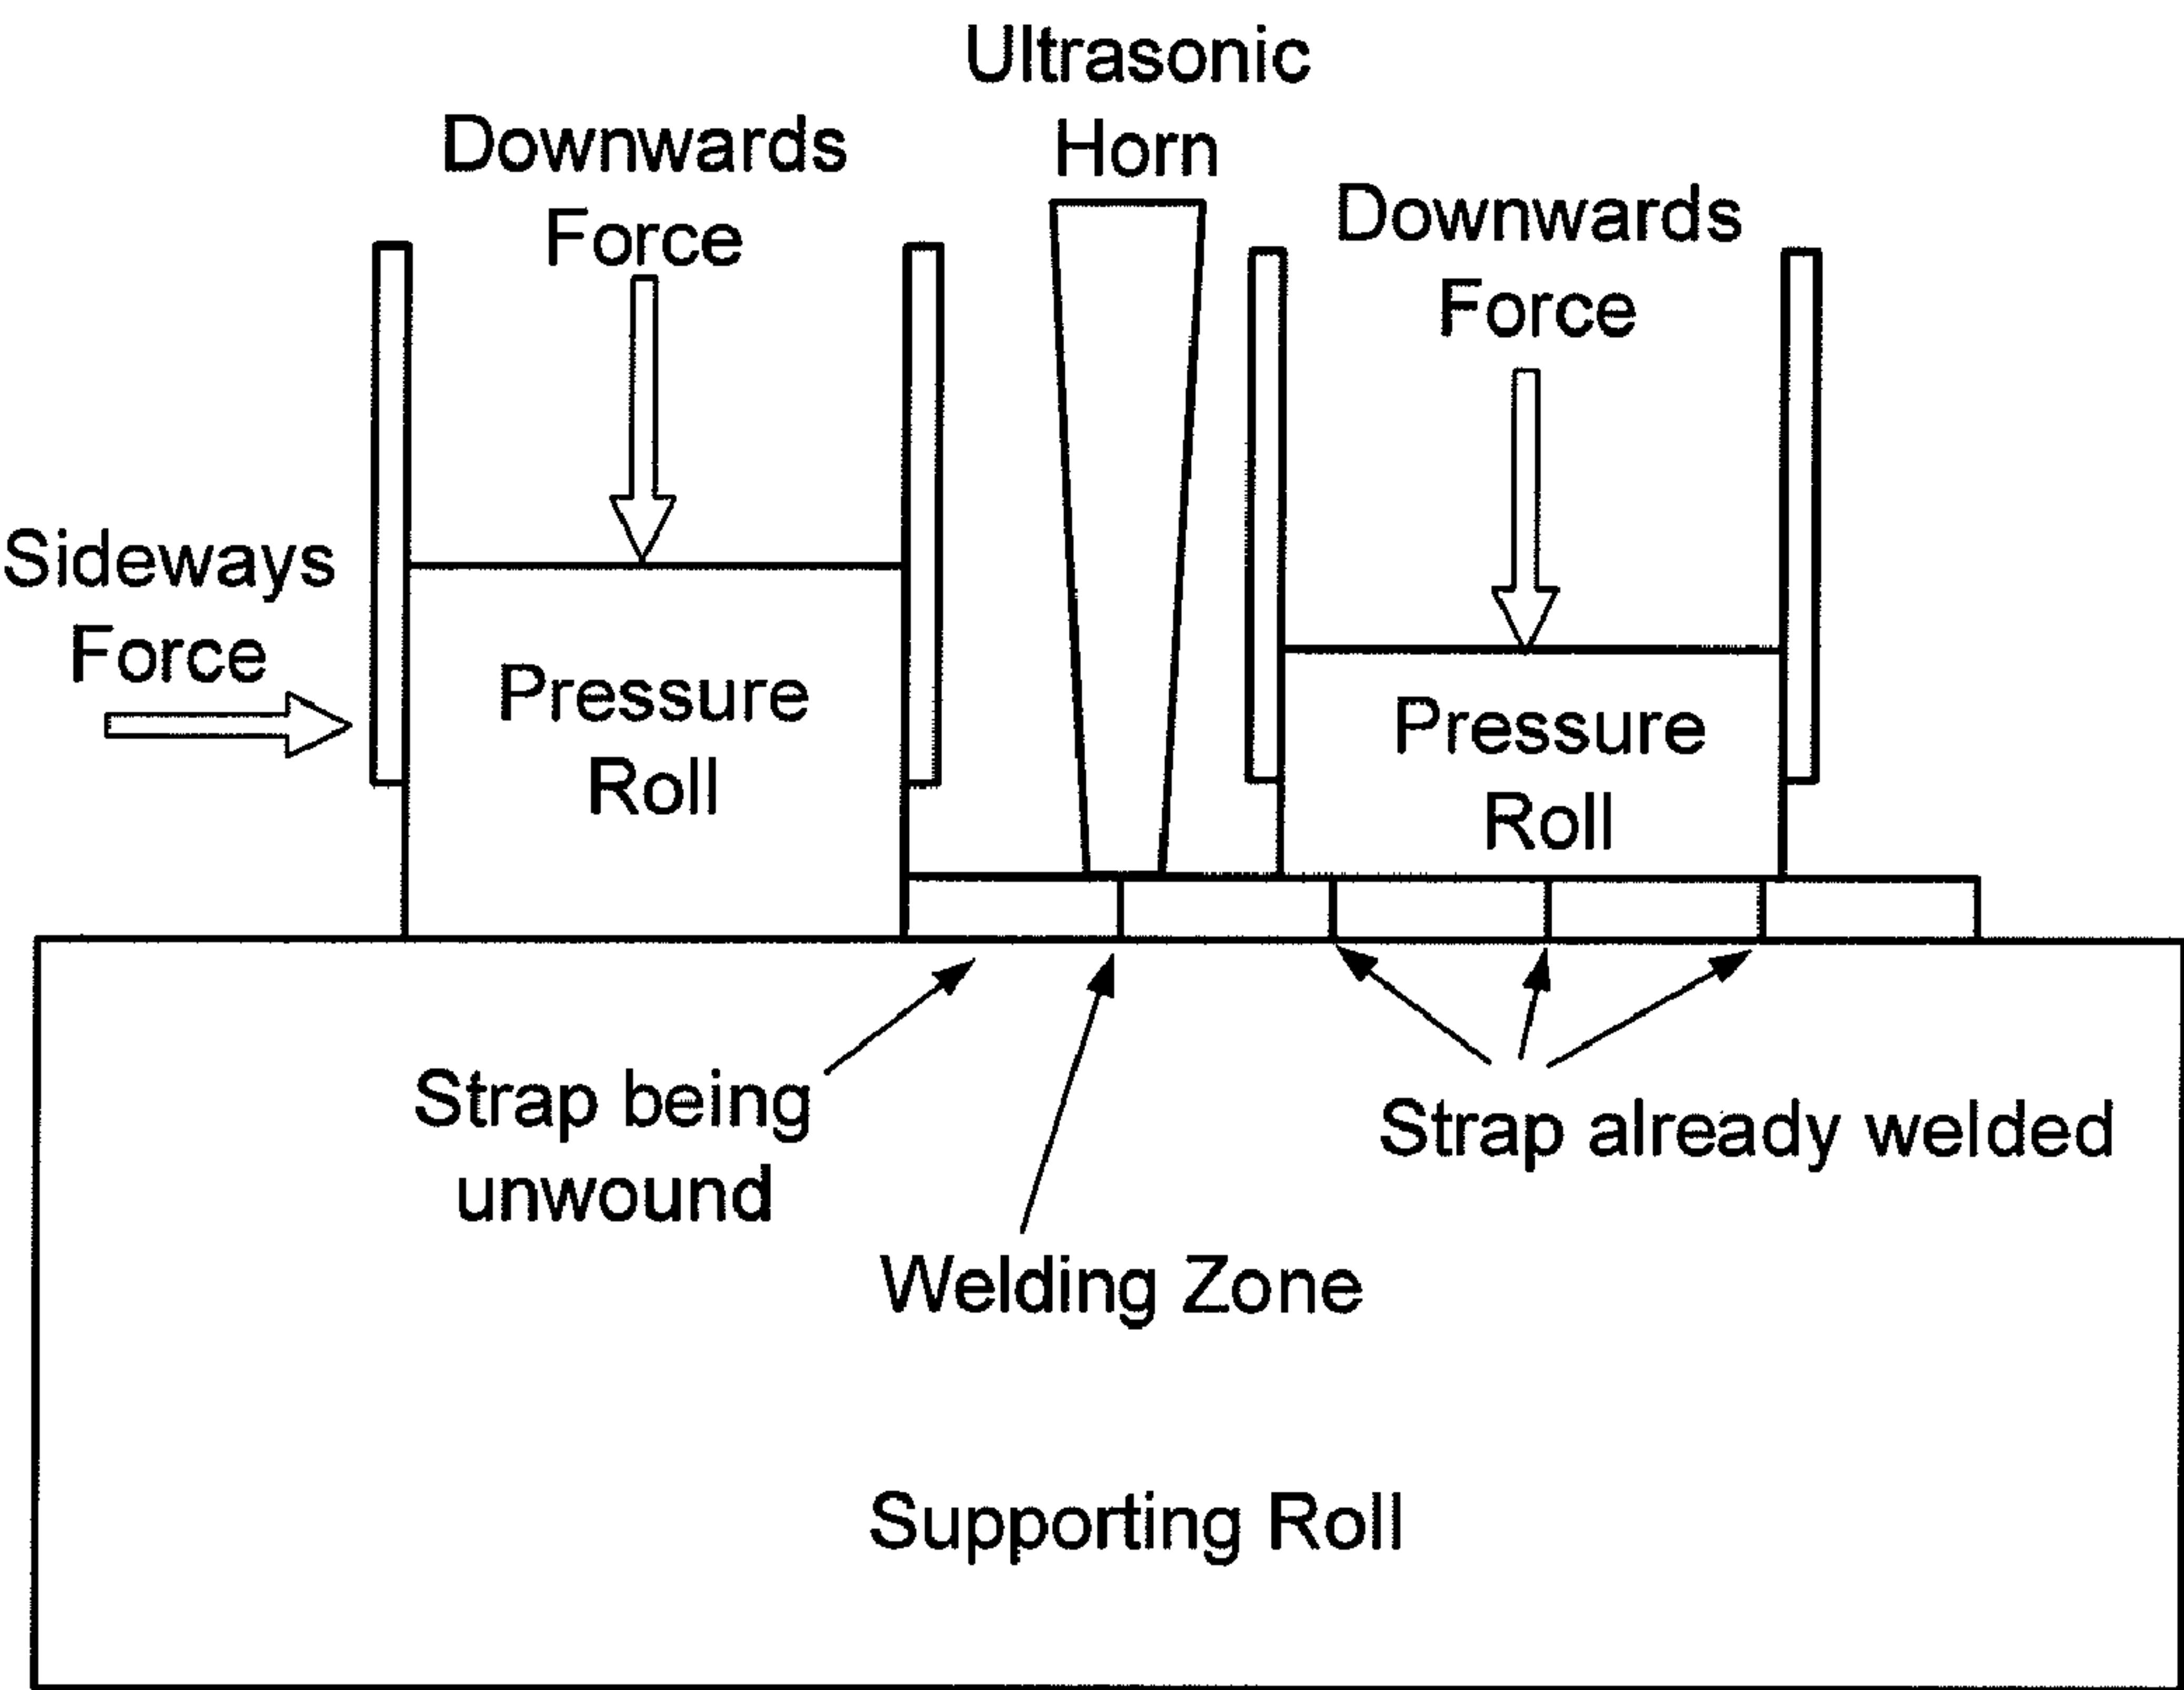 Ultrasonic
Horn
Downwards
Force
Downwards
Force
Sideways
Force
Pressure
Roll
Pressure
Roll
Strap being
unwound
Welding Zone
Strap already welded
Supporting Roll